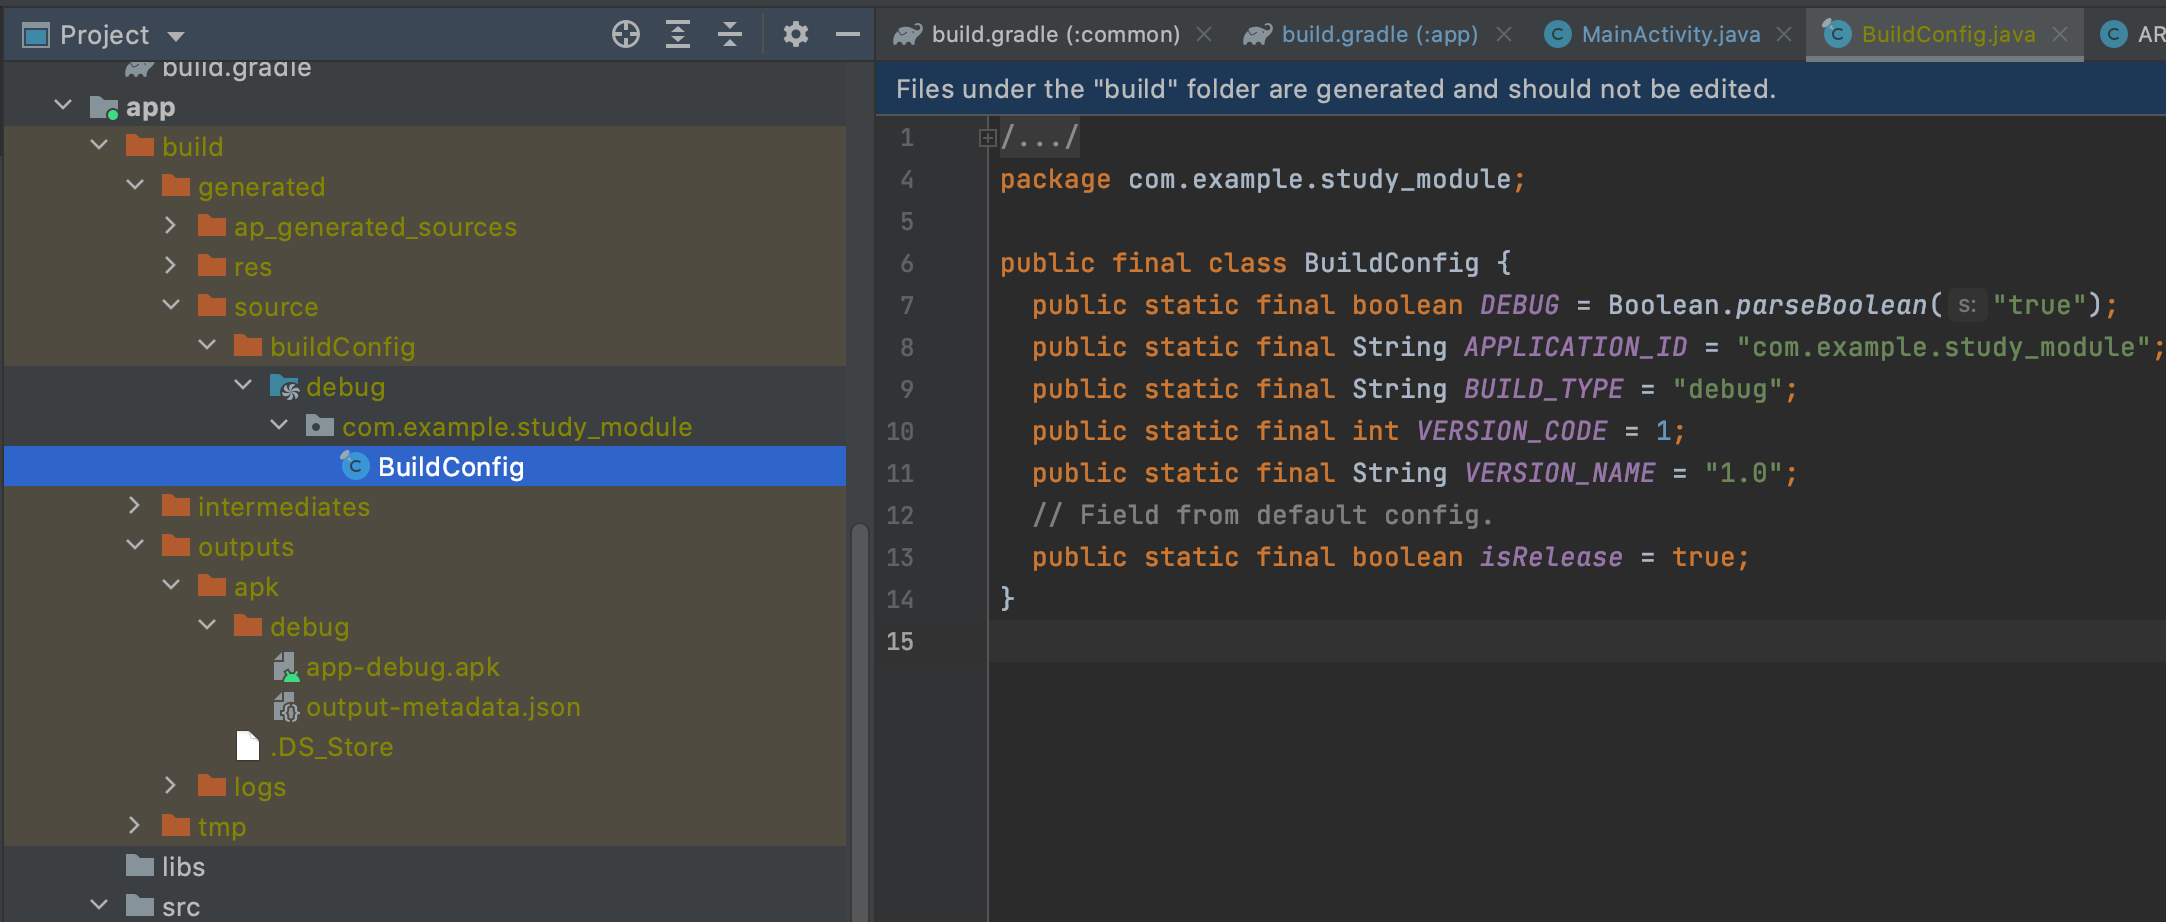 Project
build.gradle
app
build
generated
ap_generated_sources
res
source
buildConfig
debug
com.example.study_module
BuildConfig
intermediates
outputs
apk
debug
app-debug.apk
output-metadata.json
.DS_Store
logs
tmp
libs
src
build.gradle (:common) build.gradle (:app) MainActivity.java BuildConfig.java AR
Files under the "build" folder are generated and should not be edited.
1 /.../
4 package com.example.study_module;
5
6 public final class BuildConfig {
7 public static final boolean DEBUG = Boolean.parseBoolean( s: "true");
8 public static final String APPLICATION_ID = "com.example.study_module";
9 public static final String BUILD_TYPE = "debug";
10 public static final int VERSION_CODE = 1;
11 public static final String VERSION_NAME = "1.0";
12 // Field from default config.
13 public static final boolean isRelease = true;
14 }
15